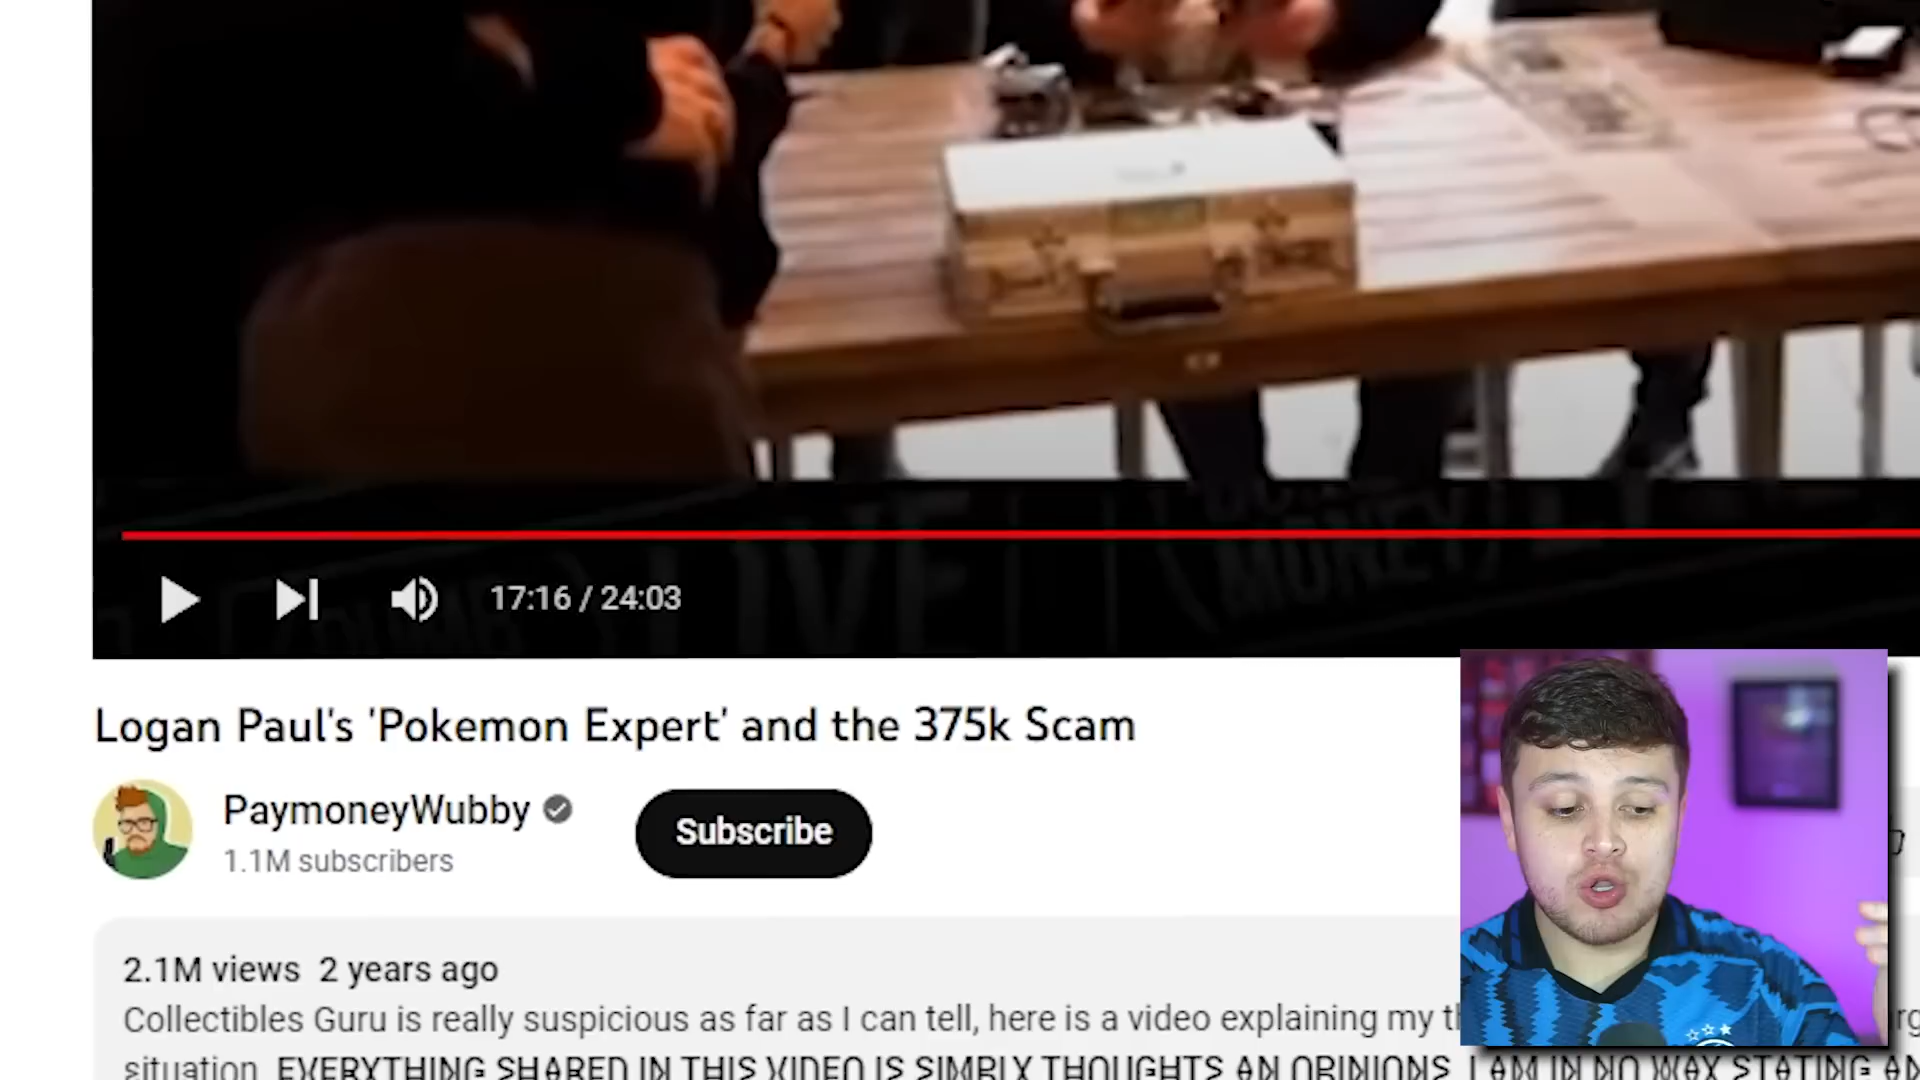 17:16 / 24:03
Logan Paul's 'Pokemon Expert' and the 375k Scam
PaymoneyWubby
1.1M subscribers
Subscribe
2.1M views 2 years ago
Collectibles Guru is really suspicious as far as I can tell, here is a video explaining my
situation. EVERYTHING SHARED IN THIS VIDEO IS SIMPLY THOUGHTS AN OPINIONS. I AM IN NO WAY STATING